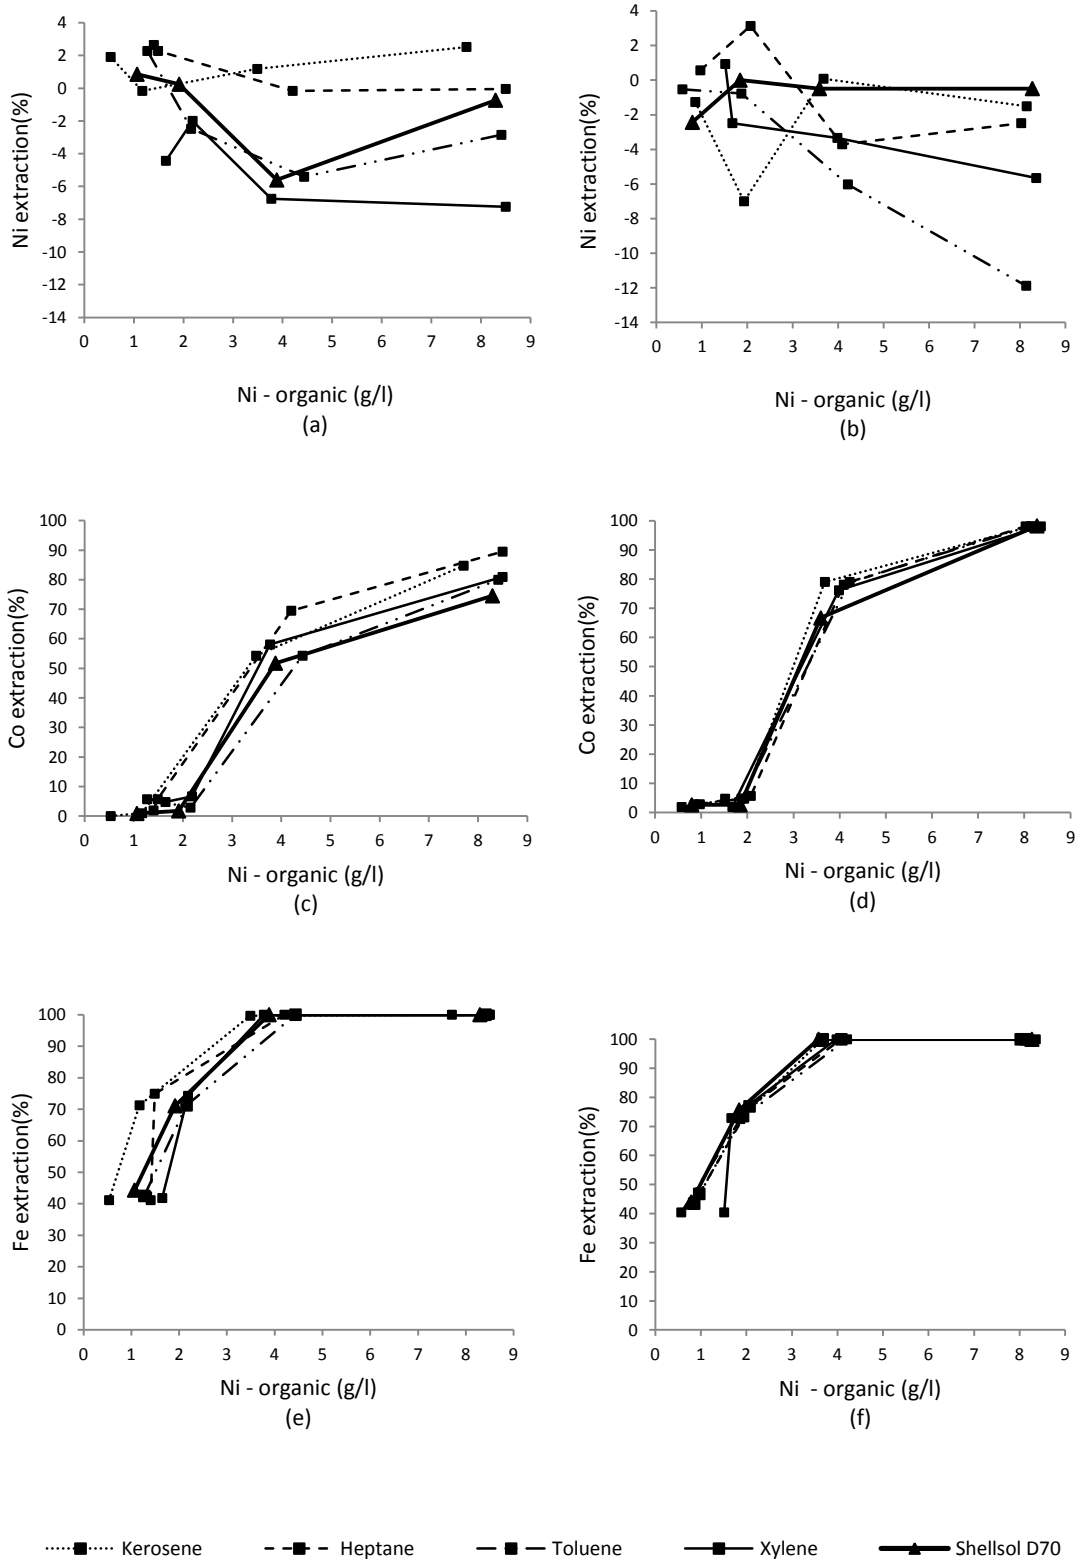 4
2
0
-2
-4
-6
-8
-10
-12
-14
Ni extraction(%)
0 1 2 3 4 5 6 7 8 9
Ni - organic (g/l)
(a)
4
2
0
-2
-4
-6
-8
-10
-12
-14
Ni extraction(%)
0 1 2 3 4 5 6 7 8 9
Ni - organic (g/l)
(b)
100
90
80
70
60
50
40
30
20
10
0
Co extraction(%)
0 1 2 3 4 5 6 7 8 9
Ni - organic (g/l)
(c)
100
90
80
70
60
50
40
30
20
10
0
Co extraction(%)
0 1 2 3 4 5 6 7 8 9
Ni - organic (g/l)
(d)
100
90
80
70
60
50
40
30
20
10
0
Fe extraction(%)
0 1 2 3 4 5 6 7 8 9
Ni - organic (g/l)
(e)
100
90
80
70
60
50
40
30
20
10
0
Fe extraction(%)
0 1 2 3 4 5 6 7 8 9
Ni - organic (g/l)
(f)
Kerosene Heptane Toluene Xylene Shellsol D70